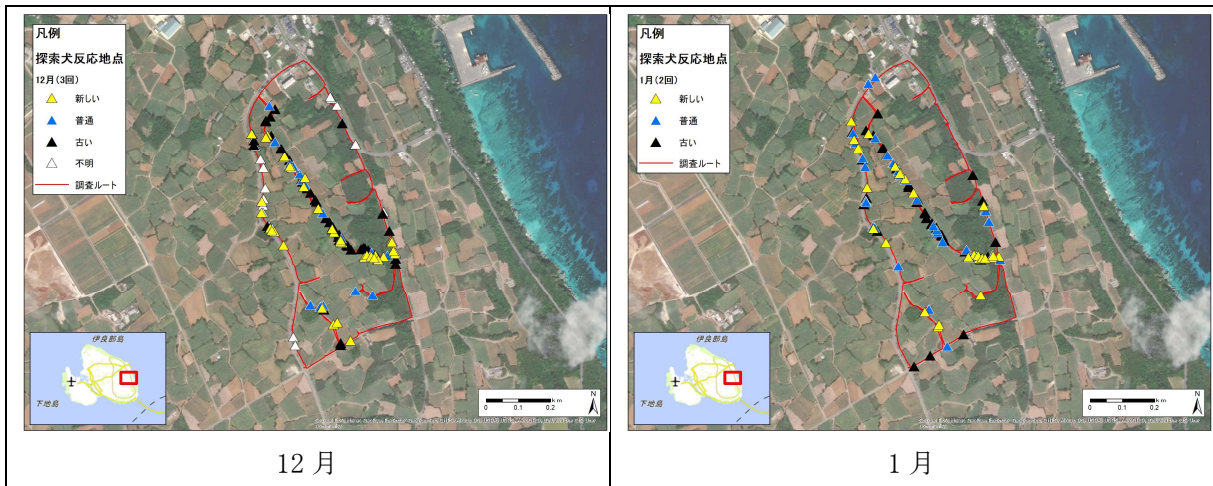 凡例
探索犬反応地点
12月(3回)
新しい
普通
古い
不明
調査ルート
伊良部島
下地島
N
km
0 0.1 0.2
12 月
凡例
探索犬反応地点
1月(2回)
新しい
普通
古い
調査ルート
伊良部島
下地島
N
km
0 0.1 0.2
1 月